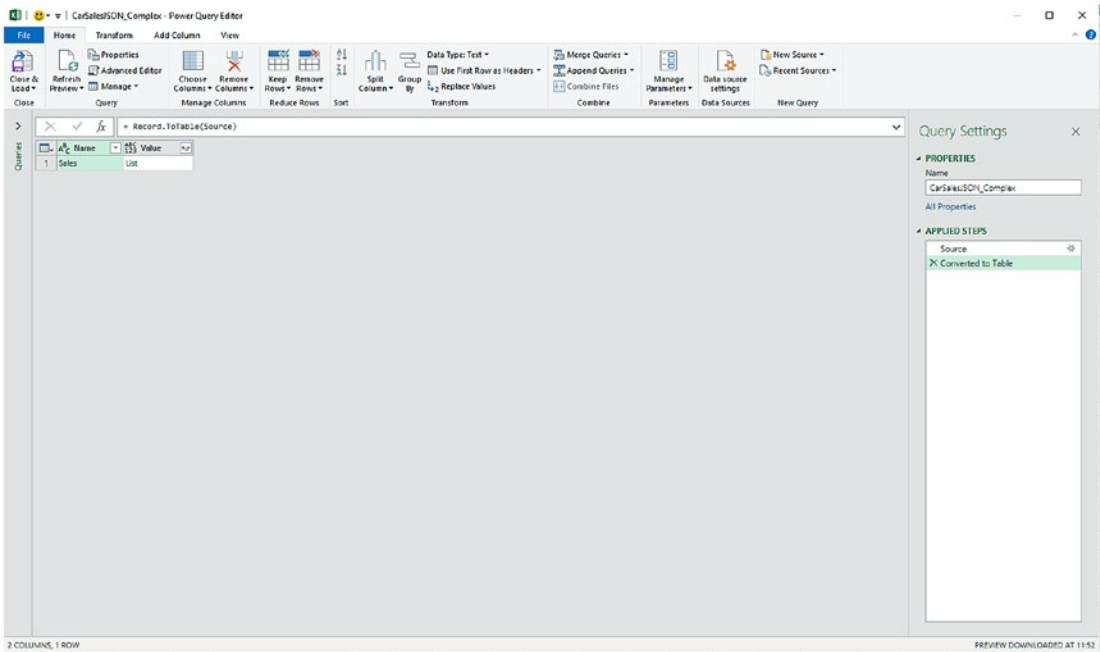 CarSalesJSON_Complex - Power Query Editor
File Home Transform Add Column View
Close & Load
Close
Refresh Preview
Properties
Advanced Editor
Manage
Query
Choose Columns
Remove Columns
Manage Columns
Keep Rows
Remove Rows
Reduce Rows
Sort
Split Column
Group By
Data Type: Text
Use First Row as Headers
Replace Values
Transform
Merge Queries
Append Queries
Combine Files
Combine
Manage Parameters
Parameters
Data source settings
Data Sources
New Source
Recent Sources
New Query
Queries
fx = Record.ToTable(Source)
ABC Name ABC 123 Value
1 Sales List
Query Settings
PROPERTIES
Name
CarSalesJSON_Complex
All Properties
APPLIED STEPS
Source
Converted to Table
2 COLUMNS, 1 ROW
PREVIEW DOWNLOADED AT 11:52